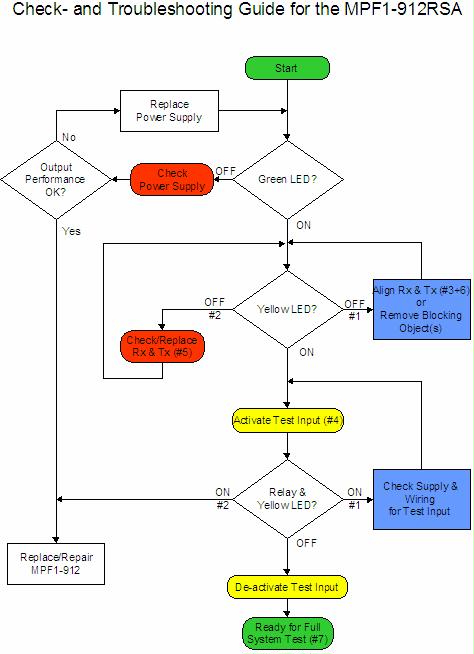 Check- and Troubleshooting Guide for the MPF1-912RSA
Start
Replace
Power Supply
No
Output
Performance
OK?
Check
Power Supply
OFF
Green LED?
Yes
ON
OFF
#2
Yellow LED?
OFF
#1
Align Rx & Tx (#3+6)
or
Remove Blocking
Object(s)
Check/Replace
Rx & Tx (#5)
ON
Activate Test Input (#4)
ON
#2
Relay &
Yellow LED?
ON
#1
Check Supply &
Wiring
for Test Input
OFF
Replace/Repair
MPF1-912
De-activate Test Input
Ready for Full
System Test (#7)